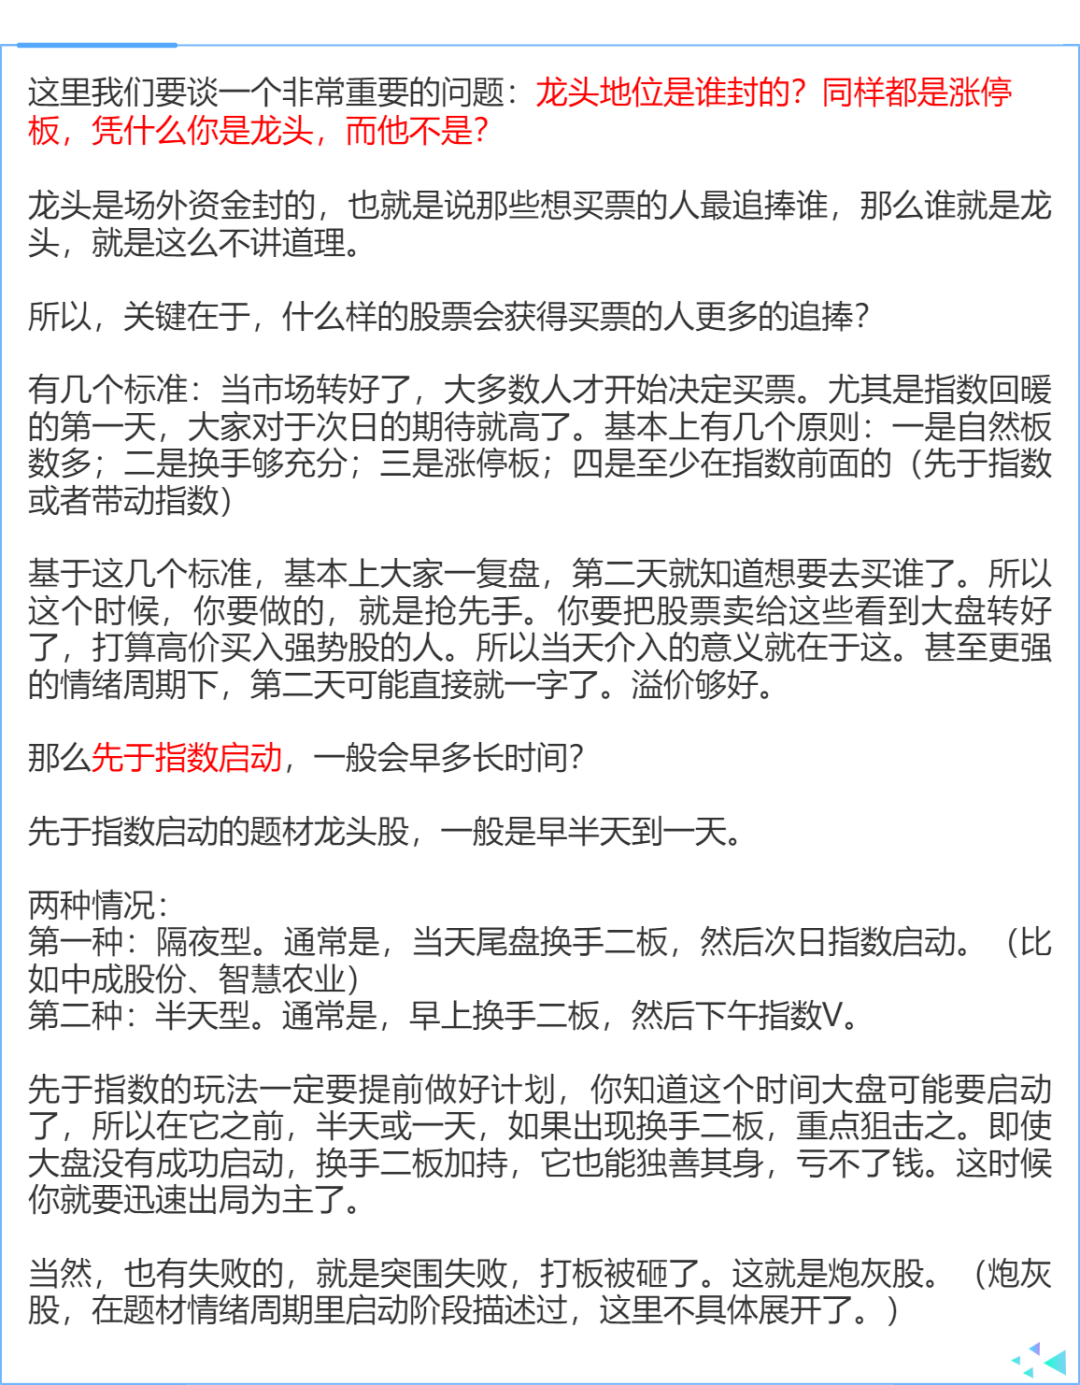 这里我们要谈一个非常重要的问题：龙头地位是谁封的？同样都是涨停
板，凭什么你是龙头，而他不是？
龙头是场外资金封的，也就是说那些想买票的人最追捧谁，那么谁就是龙
头，就是这么不讲道理。
所以，关键在于，什么样的股票会获得买票的人更多的追捧？
有几个标准：当市场转好了，大多数人才开始决定买票。尤其是指数回暖
的第一天，大家对于次日的期待就高了。基本上有几个原则：一是自然板
数多；二是换手够充分；三是涨停板；四是至少在指数前面的（先于指数
或者带动指数）
基于这几个标准，基本上大家一复盘，第二天就知道想要去买谁了。所以
这个时候，你要做的，就是抢先手。你要把股票卖给这些看到大盘转好
了，打算高价买入强势股的人。所以当天介入的意义就在于这。甚至更强
的情绪周期下，第二天可能直接就一字了。溢价够好。
那么先于指数启动，一般会早多长时间？
先于指数启动的题材龙头股，一般是早半天到一天。
两种情况：
第一种：隔夜型。通常是，当天尾盘换手二板，然后次日指数启动。（比
如中成股份、智慧农业）
第二种：半天型。通常是，早上换手二板，然后下午指数V。
先于指数的玩法一定要提前做好计划，你知道这个时间大盘可能要启动
了，所以在它之前，半天或一天，如果出现换手二板，重点狙击之。即使
大盘没有成功启动，换手二板加持，它也能独善其身，亏不了钱。这时候
你就要迅速出局为主了。
当然，也有失败的，就是突围失败，打板被砸了。这就是炮灰股。（炮灰
股，在题材情绪周期里启动阶段描述过，这里不具体展开了。）